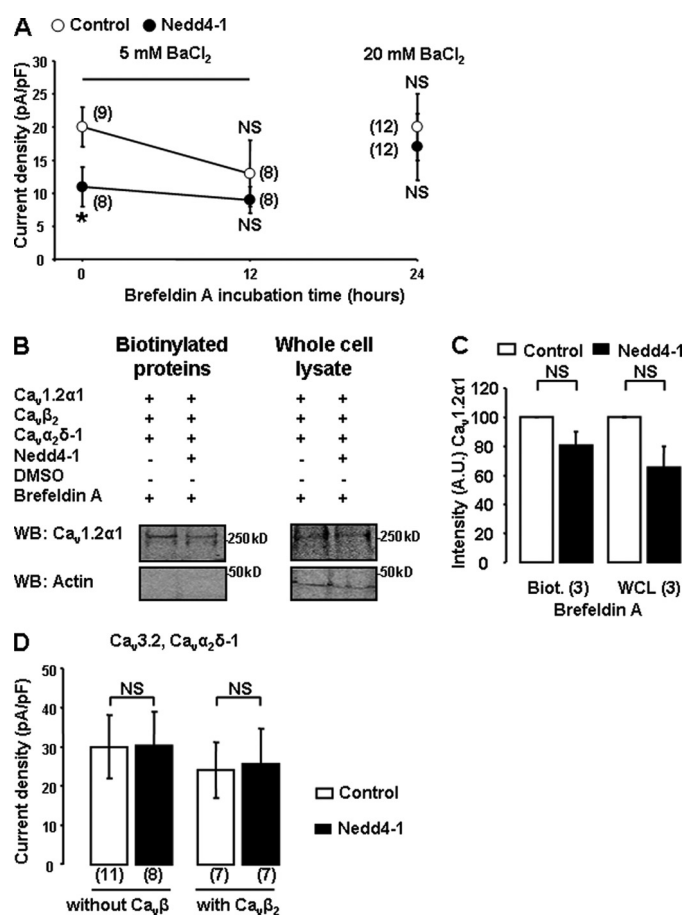 A
Control Nedd4-1
5 mM BaCl₂ 20 mM BaCl₂
Current density (pA/pF)
30
25
20
15
10
5
0
(9)
(8)
*
NS
(8)
(8)
NS
NS
(12)
(12)
NS
0 12 24
Brefeldin A incubation time (hours)
B
Biotinylated proteins
Whole cell lysate
Caᵥ1.2α1 + + + +
Caᵥβ₂ + + + +
Caᵥα₂δ-1 + + + +
Nedd4-1 - + - +
DMSO - - - -
Brefeldin A + + + +
WB: Caᵥ1.2α1 250 kD 250 kD
WB: Actin 50kD 50kD
C
Control Nedd4-1
NS NS
Intensity (A.U.) Caᵥ1.2α1
120
100
80
60
40
20
0
Biot. (3) WCL (3)
Brefeldin A
D
Caᵥ3.2, Caᵥα₂δ-1
Current density (pA/pF)
50
40
30
20
10
0
NS NS
(11) (8) (7) (7)
without Caᵥβ with Caᵥβ₂
Control
Nedd4-1